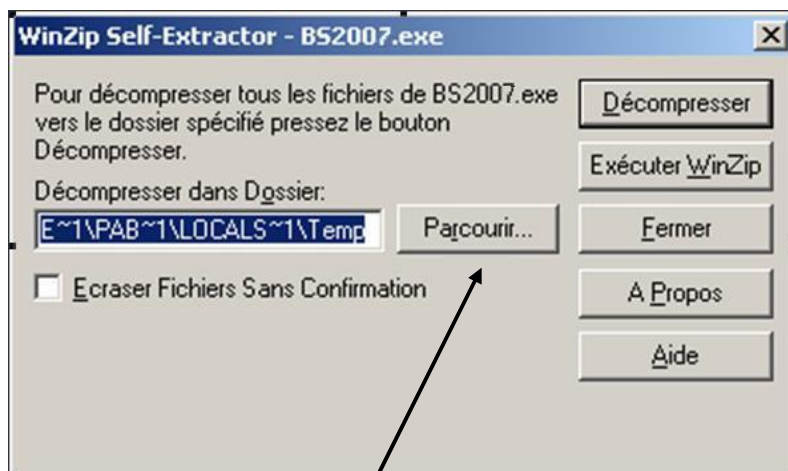 WinZip Self-Extractor - BS2007.exe
Pour décompresser tous les fichiers de BS2007.exe
vers le dossier spécifié pressez le bouton
Décompresser.
Décompresser dans Dossier:
E~1\PAB~1\LOCALS~1\Temp
Parcourir...
Ecraser Fichiers Sans Confirmation
Décompresser
Exécuter WinZip
Fermer
A Propos
Aide